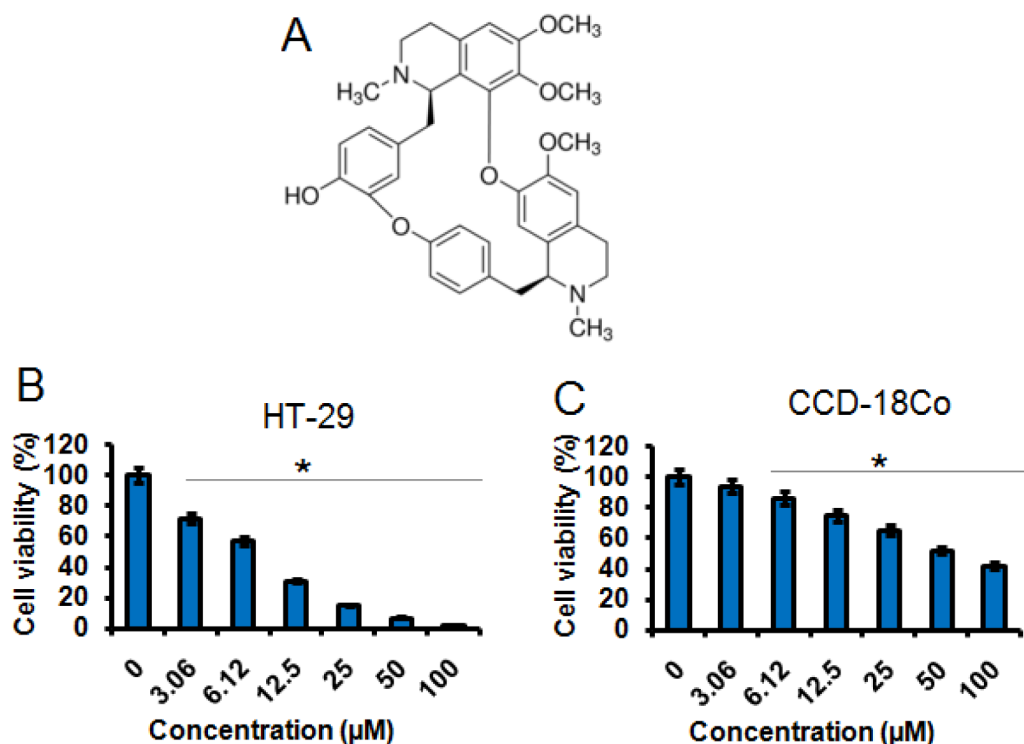 A
OCH3
N
OCH3
H3C
OCH3
O
HO
O
N
CH3
B
HT-29
Cell viability (%)
120
100
80
60
40
20
0
*
0 3.06 6.12 12.5 25 50 100
Concentration (µM)
C
CCD-18Co
Cell viability (%)
120
100
80
60
40
20
0
*
0 3.06 6.12 12.5 25 50 100
Concentration (µM)